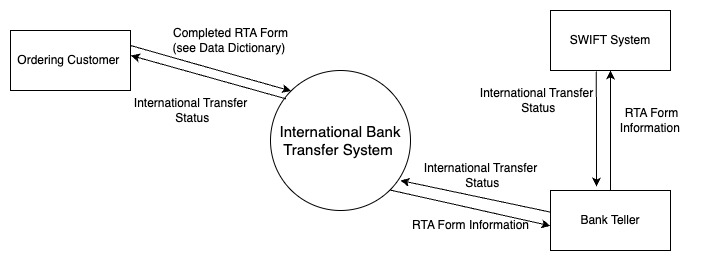 Ordering Customer
Completed RTA Form
(see Data Dictionary)
International Transfer
Status
International Bank
Transfer System
SWIFT System
International Transfer
Status
RTA Form
Information
International Transfer
Status
RTA Form Information
Bank Teller